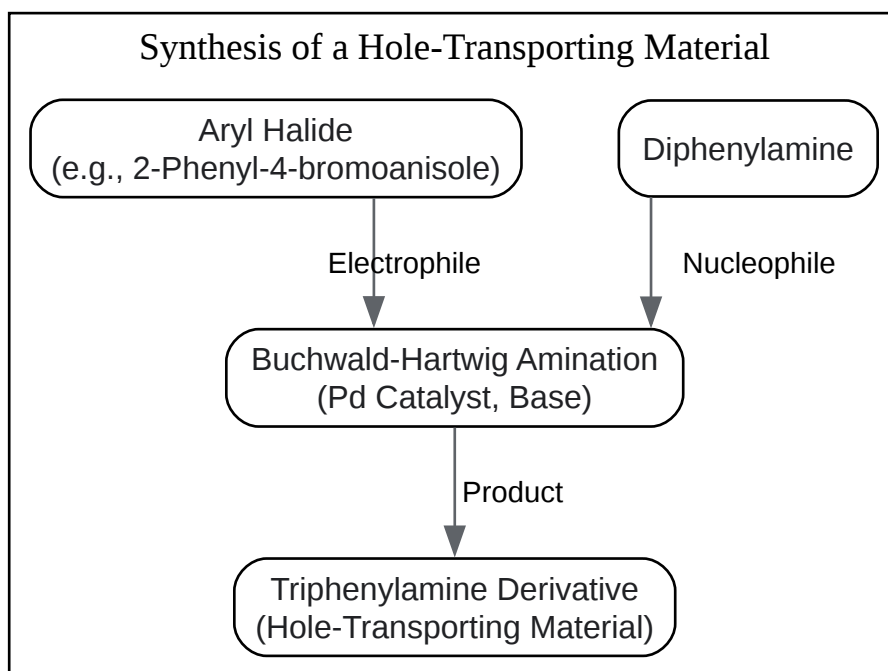 Synthesis of a Hole-Transporting Material
Aryl Halide
(e.g., 2-Phenyl-4-bromoanisole)
Diphenylamine
Electrophile
Nucleophile
Buchwald-Hartwig Amination
(Pd Catalyst, Base)
Product
Triphenylamine Derivative
(Hole-Transporting Material)